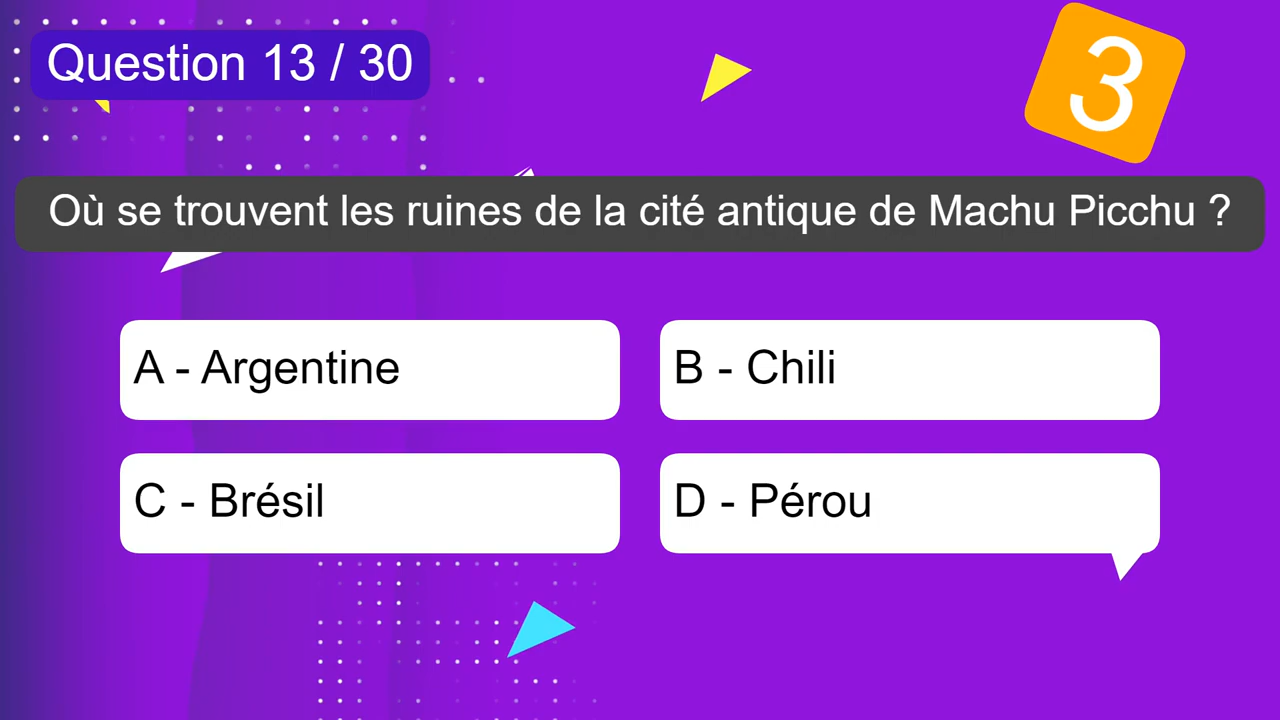 Question 13 / 30
3
Où se trouvent les ruines de la cité antique de Machu Picchu ?
A - Argentine
B - Chili
C - Brésil
D - Pérou